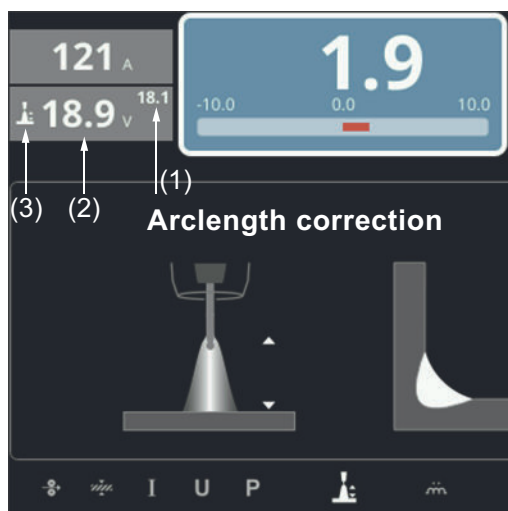 121 A
18.9 V 18.1
1.9
-10.0 0.0 10.0
(1)
(3) (2)
Arclength correction
I U P